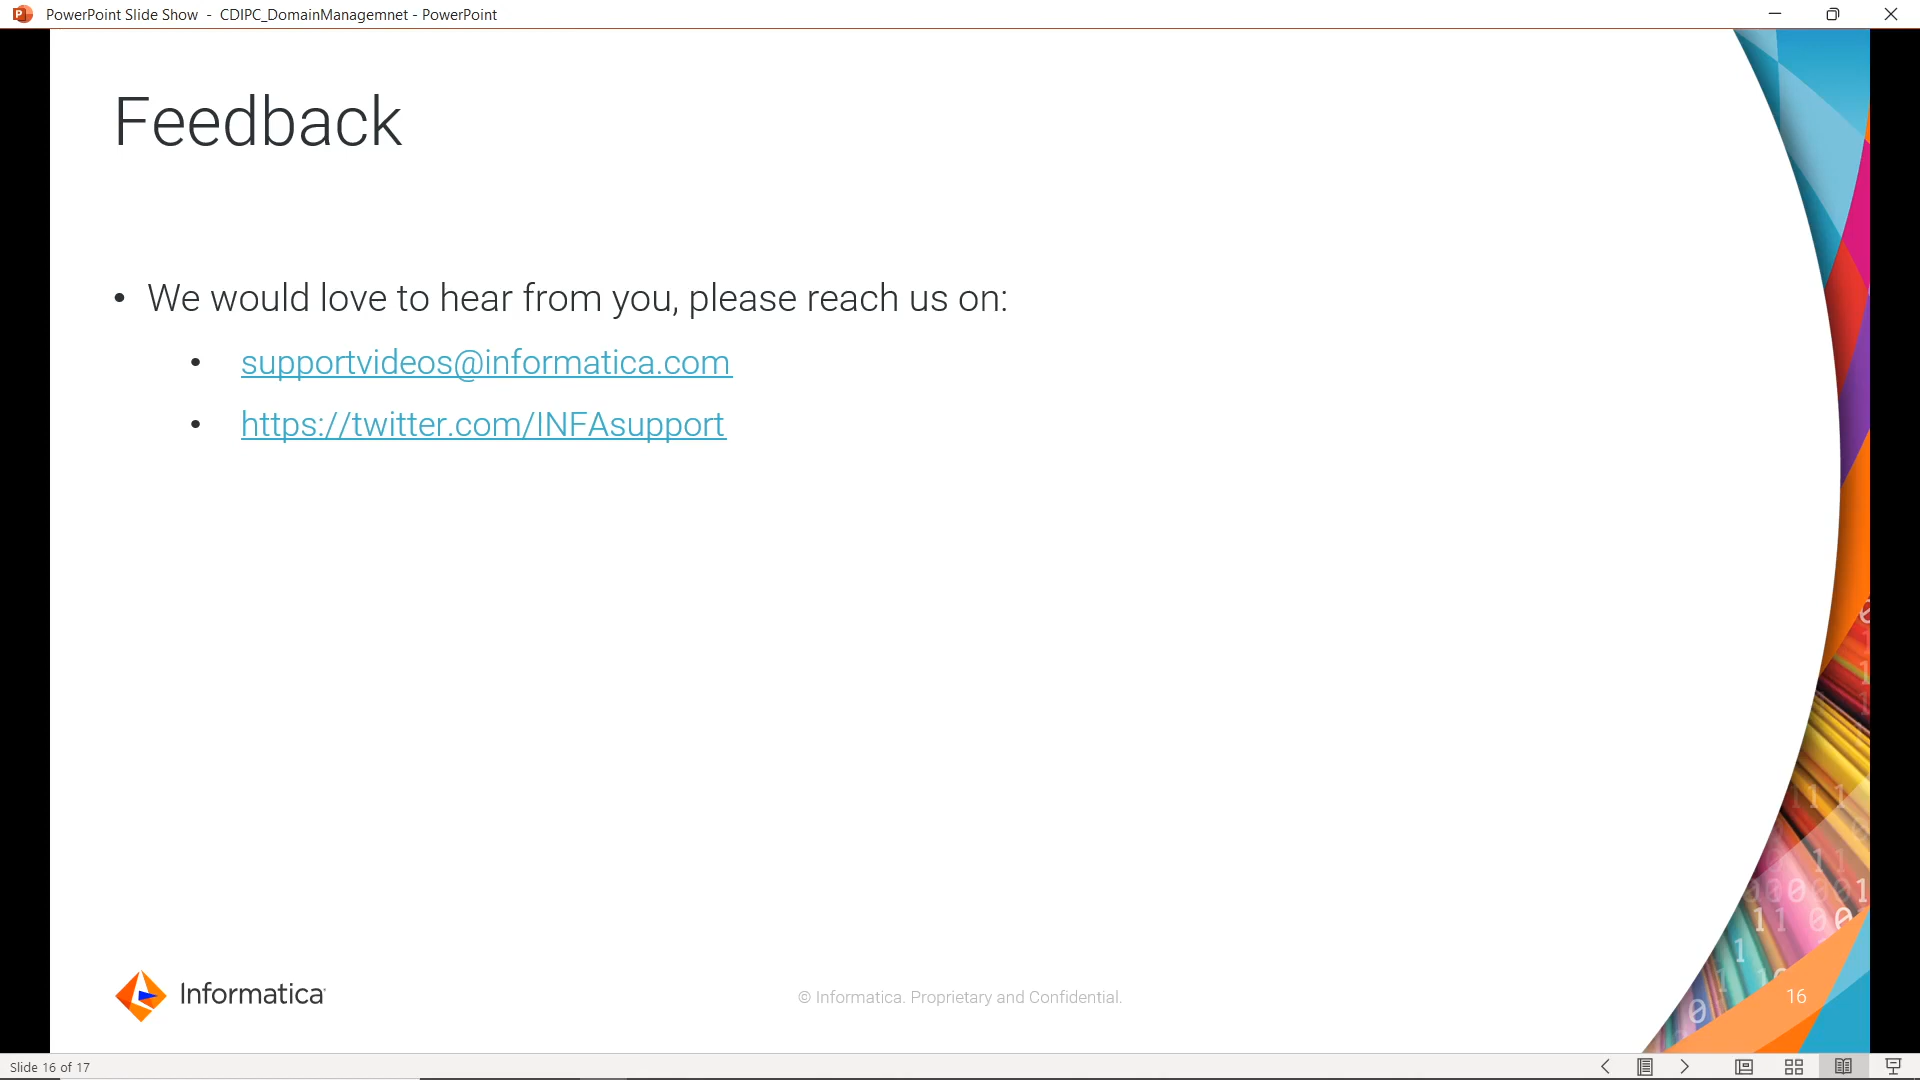 PowerPoint Slide Show - CDIPC_DomainManagemnet - PowerPoint
Feedback
• We would love to hear from you, please reach us on:
• supportvideos@informatica.com
• https://twitter.com/INFAsupport
Informatica
© Informatica. Proprietary and Confidential.
16
Slide 16 of 17